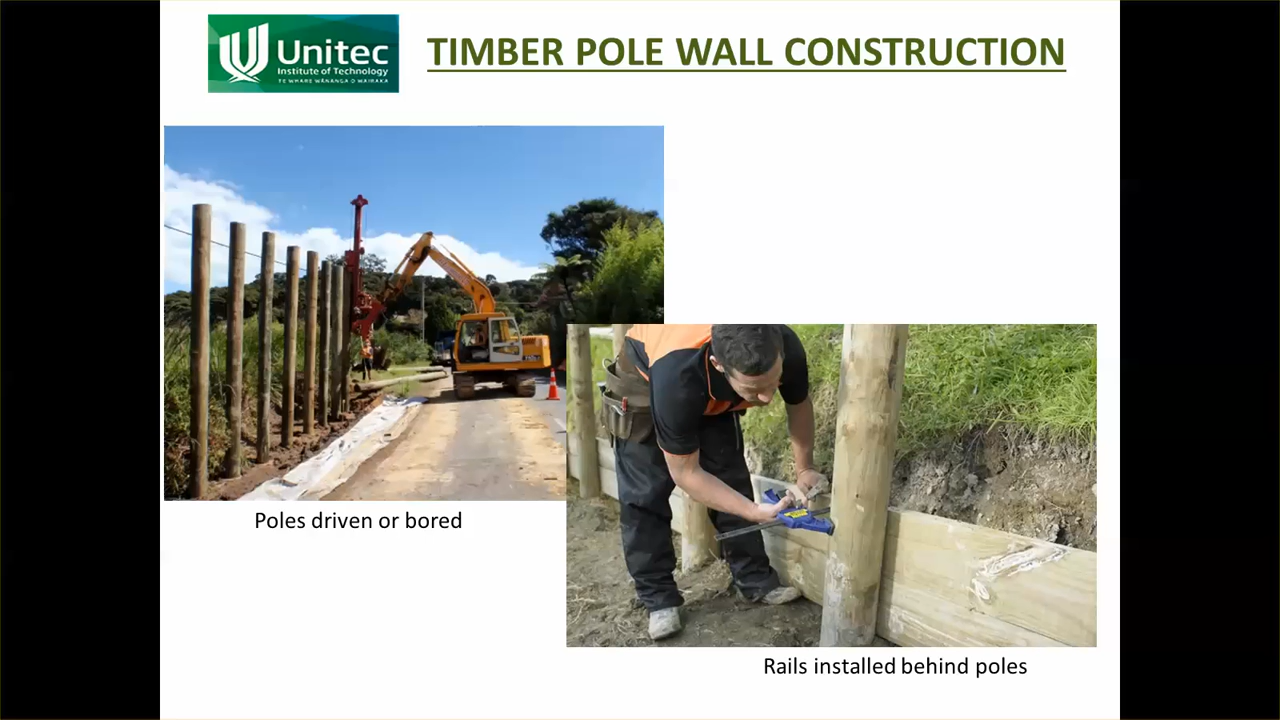 Unitec
Institute of Technology
TE WHARE WĀNANGA O WAIRAKA
TIMBER POLE WALL CONSTRUCTION
Poles driven or bored
Rails installed behind poles